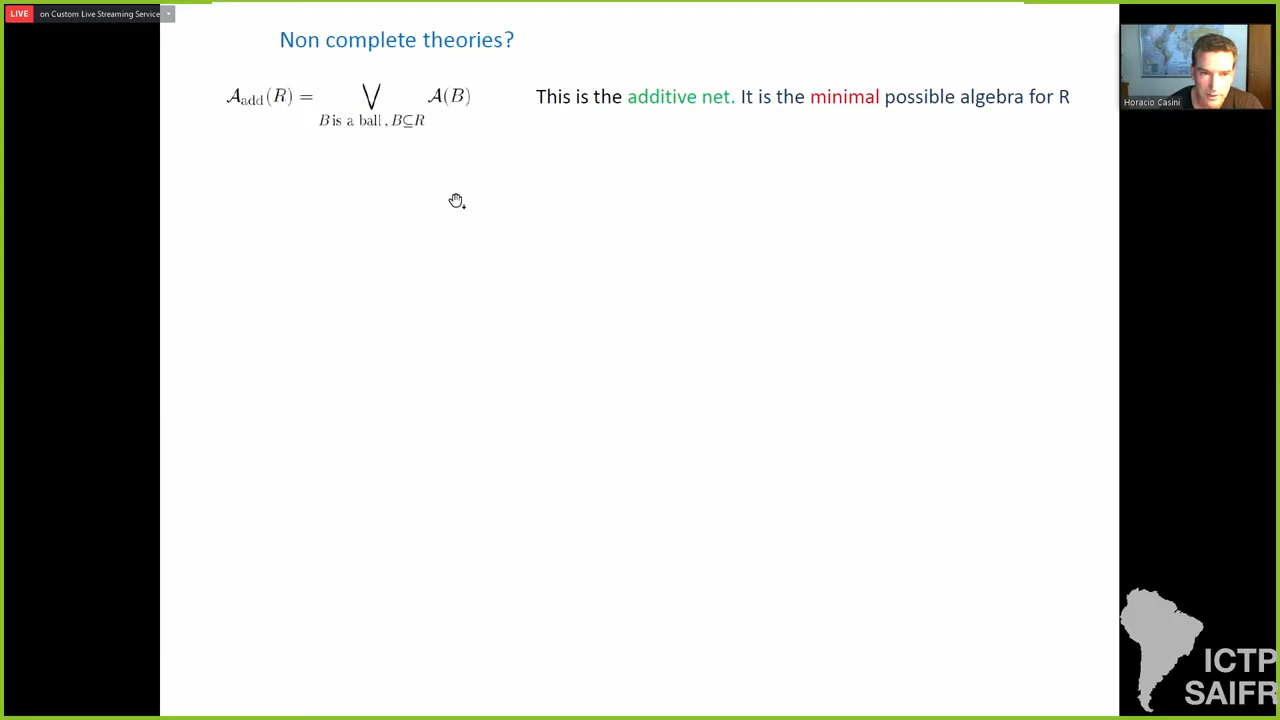 LIVE on Custom Live Streaming Service
Non complete theories?
𝒜add(R) = ⋁ 𝒜(B) This is the additive net. It is the minimal possible algebra for R
B is a ball , B⊆R
Horacio Casini
ICTP
SAIFR